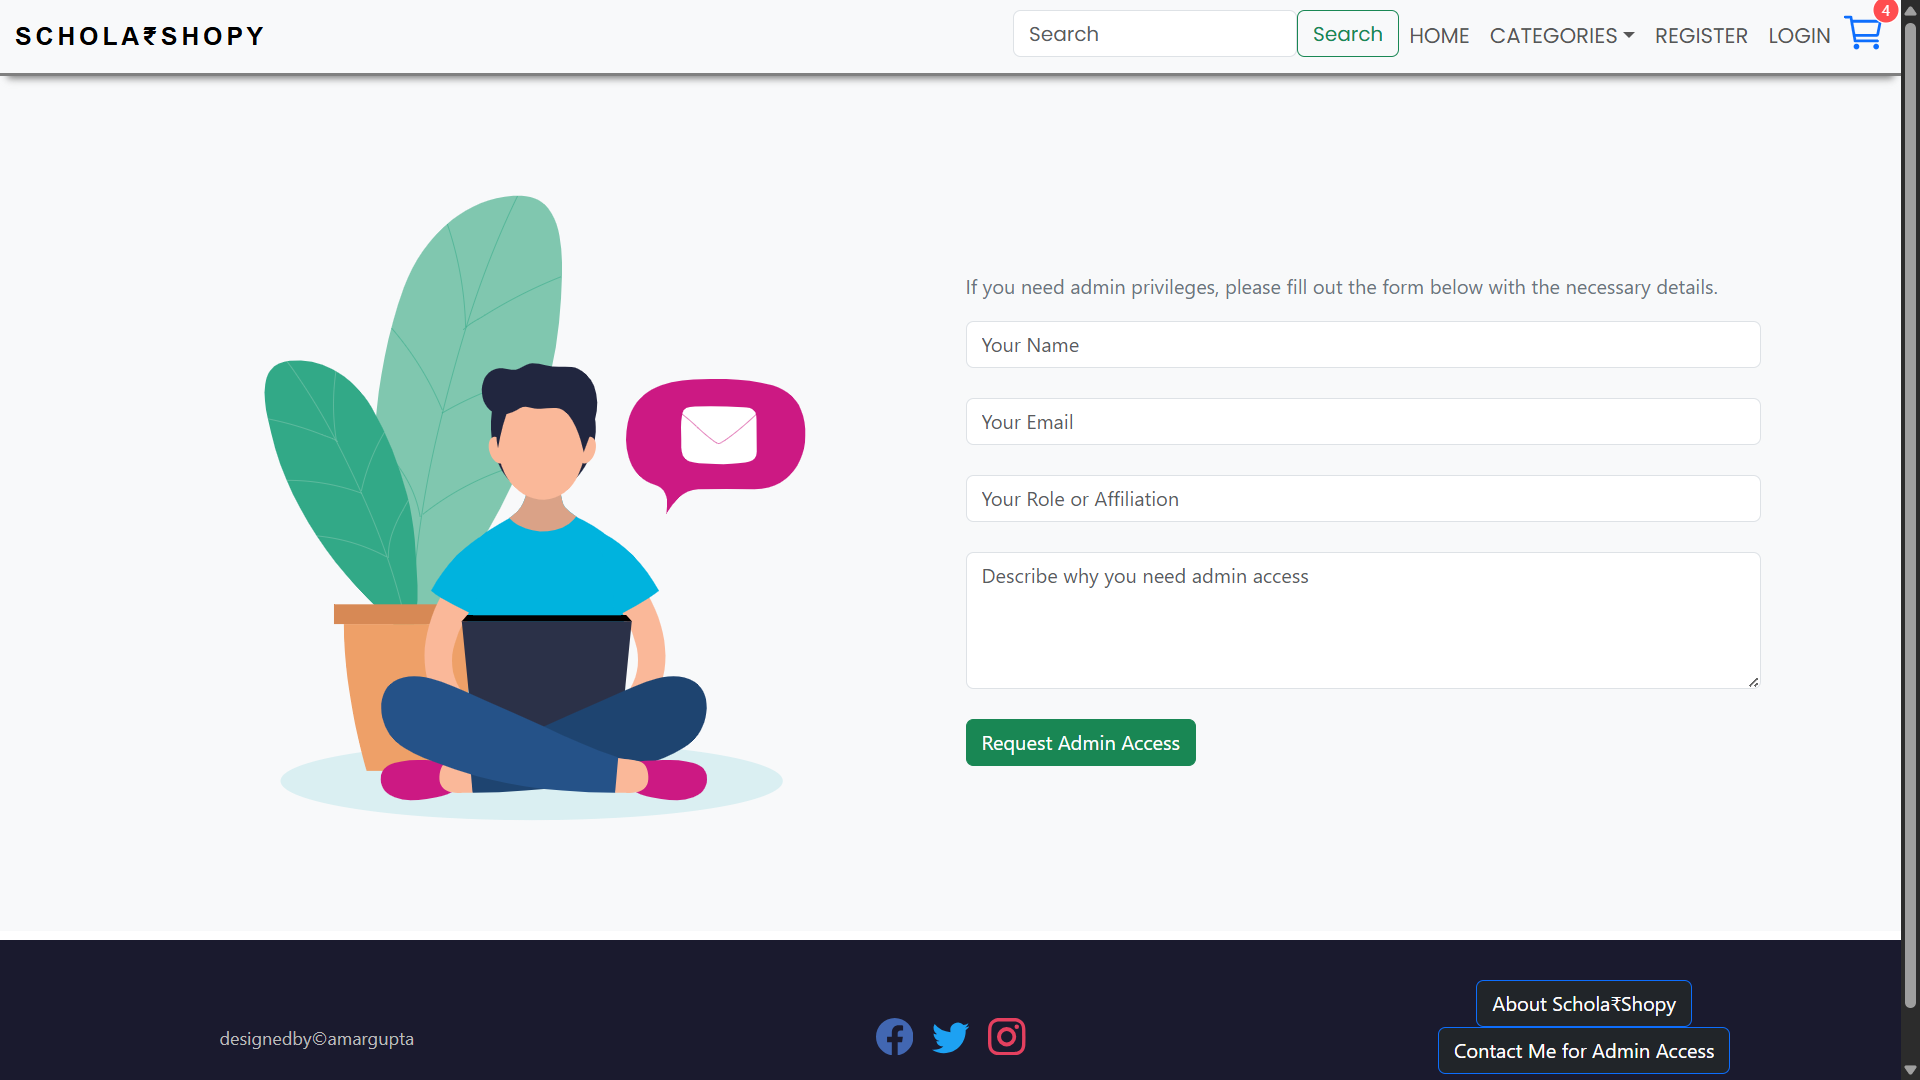 SCHOLA₹SHOPY
Search
Search
HOME
CATEGORIES
REGISTER
LOGIN
4
If you need admin privileges, please fill out the form below with the necessary details.
Your Name
Your Email
Your Role or Affiliation
Describe why you need admin access
Request Admin Access
About Schola₹Shopy
designedby©amargupta
Contact Me for Admin Access